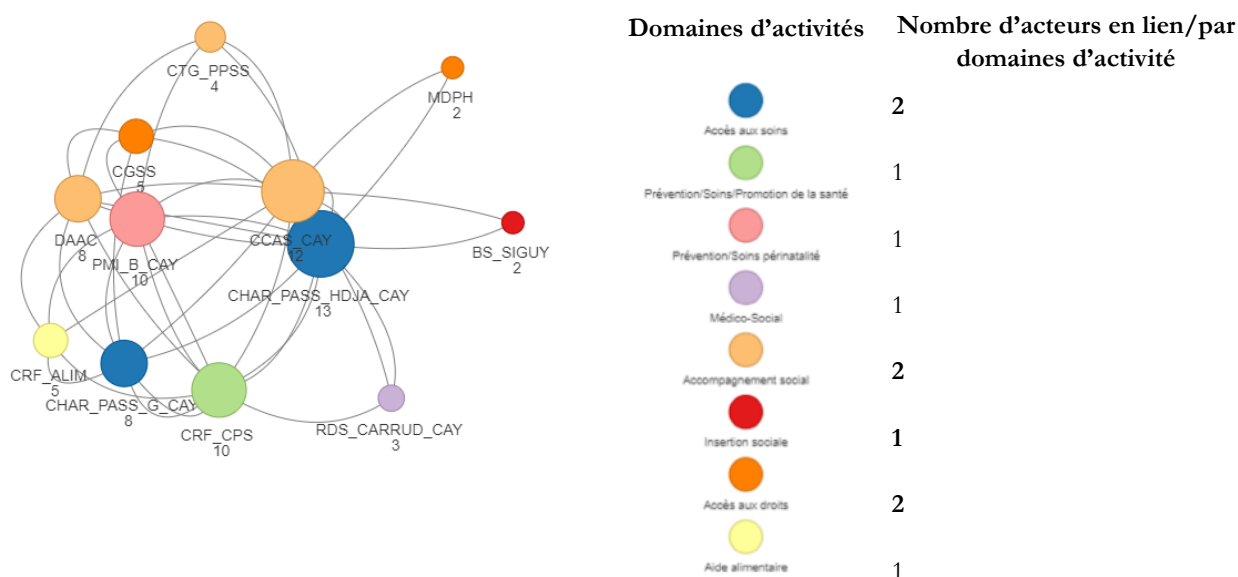 CTG_PPSS
4
MDPH
2
CGSS
5
DAAC
8
PMI_B_CAY
10
CCAS_CAY
12
BS_SIGUY
2
CHAR_PASS_HDJA_CAY
13
CRF_ALIM
5
CHAR_PASS_G_CAY
8
CRF_CPS
10
RDS_CARRUD_CAY
3
Domaines d’activités
Nombre d’acteurs en lien/par
domaines d’activité
Accès aux soins
2
Prévention/Soins/Promotion de la santé
1
Prévention/Soins périnatalité
1
Médico-Social
1
Accompagnement social
2
Insertion sociale
1
Accès aux droits
2
Aide alimentaire
1